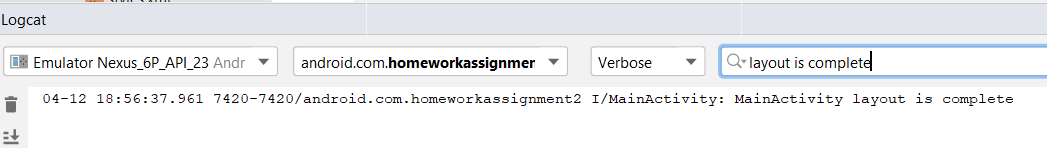 Logcat
Emulator Nexus_6P_API_23 Andr android.com.homeworkassignmer Verbose layout is complete
04-12 18:56:37.961 7420-7420/android.com.homeworkassignment2 I/MainActivity: MainActivity layout is complete